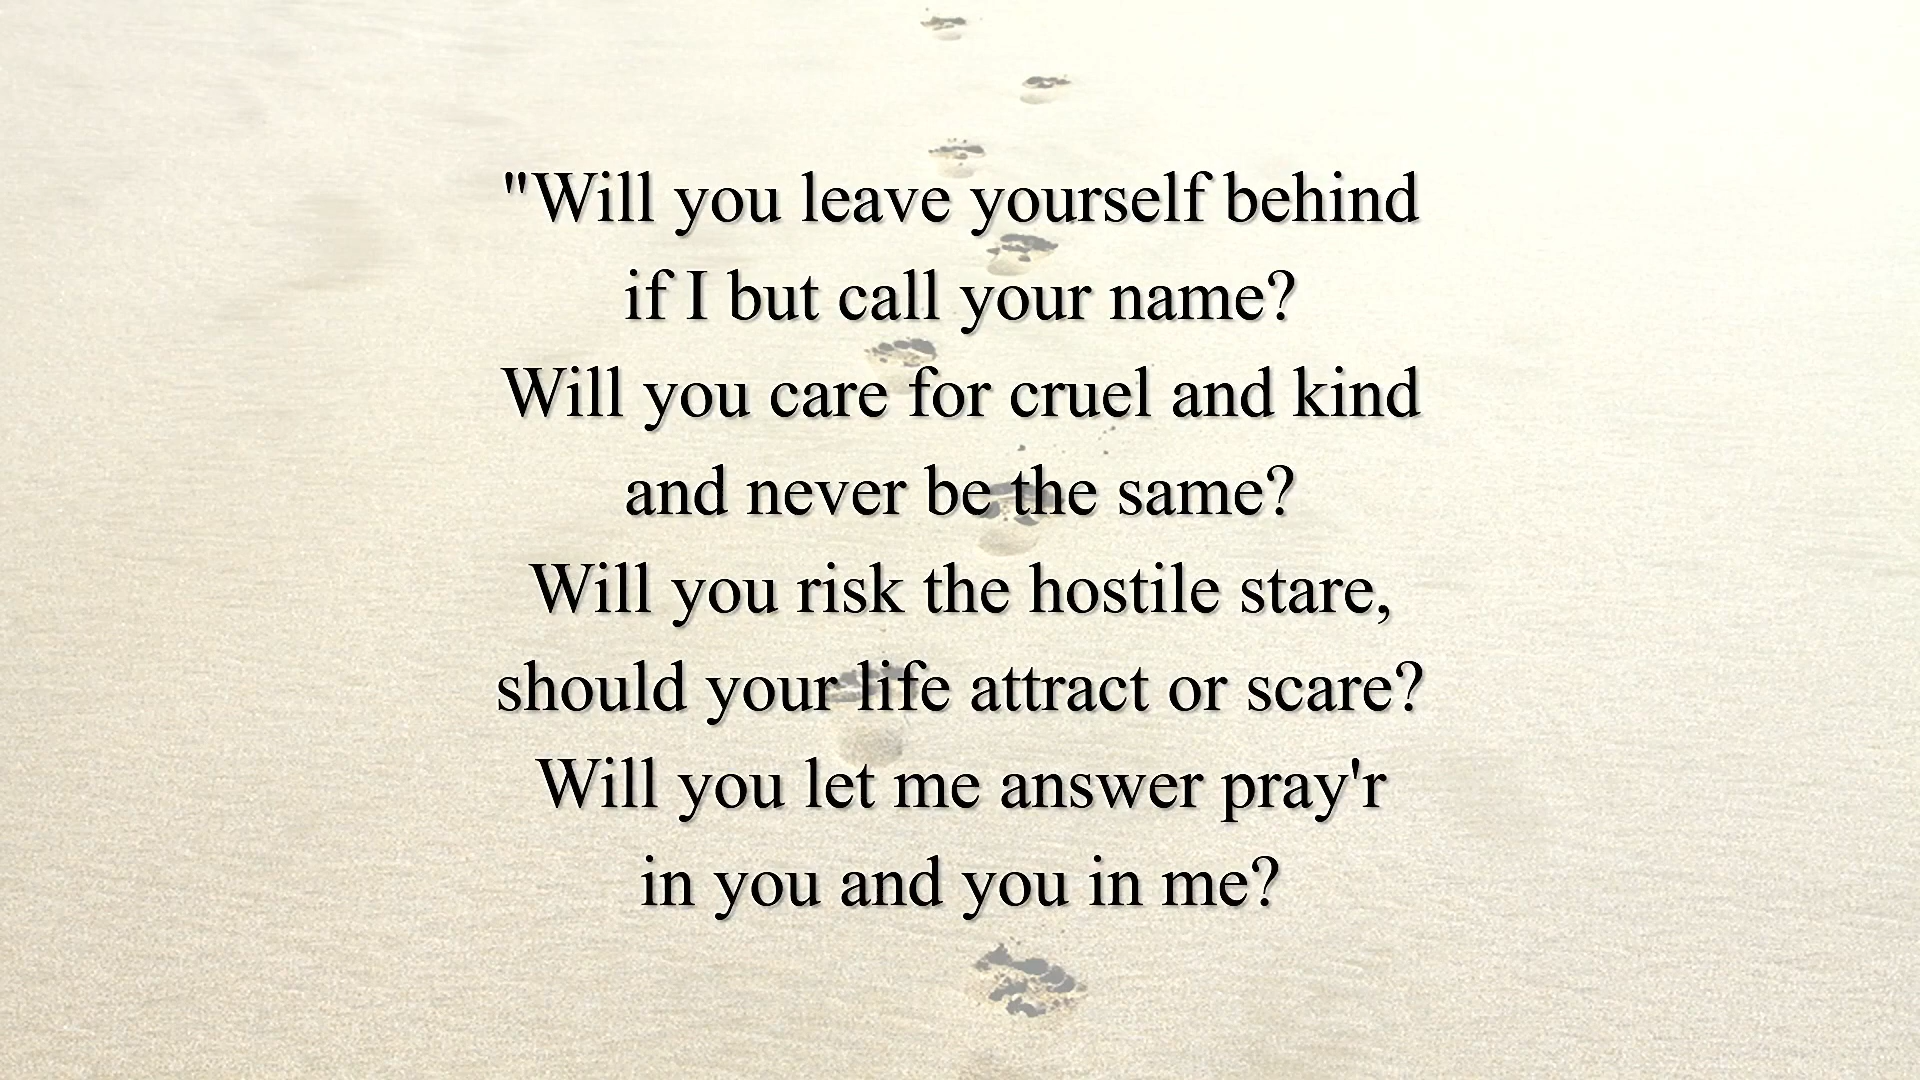 "Will you leave yourself behind
if I but call your name?
Will you care for cruel and kind
and never be the same?
Will you risk the hostile stare,
should your life attract or scare?
Will you let me answer pray'r
in you and you in me?